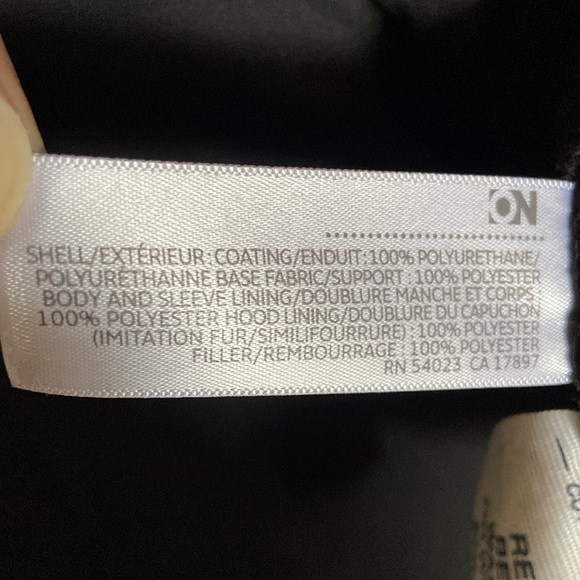 ON
SHELL/EXTÉRIEUR : COATING/ENDUIT : 100% POLYURETHANE/
POLYURÉTHANNE BASE FABRIC/SUPPORT : 100% POLYESTER
BODY AND SLEEVE LINING/DOUBLURE MANCHE ET CORPS
100% POLYESTER HOOD LINING/DOUBLURE DU CAPUCHON
(IMITATION FUR/SIMILIFOURRURE) : 100% POLYESTER
FILLER/REMBOURRAGE : 100% POLYESTER
RN 54023 CA 17897